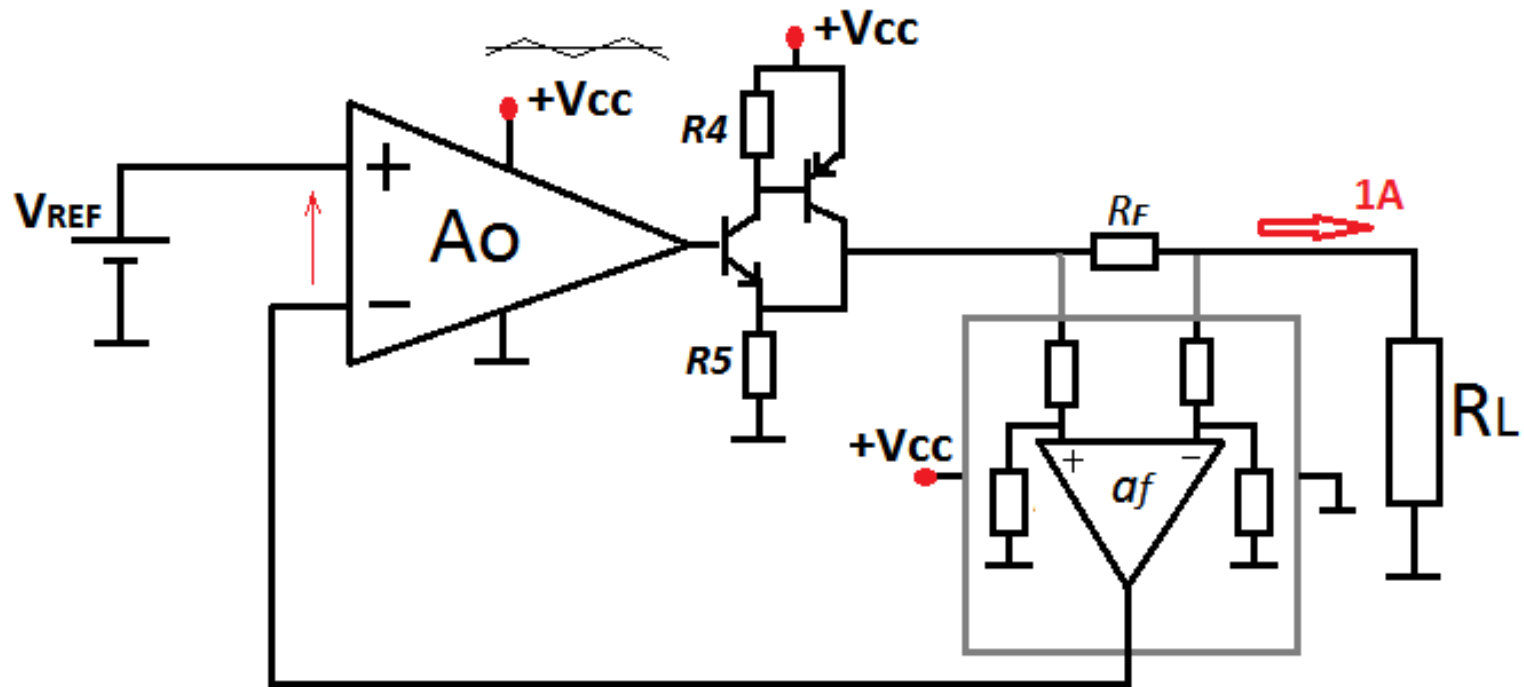 +Vcc
+Vcc
R4
+
VREF
Ao
RF
1A
−
R5
RL
+Vcc
+ −
af